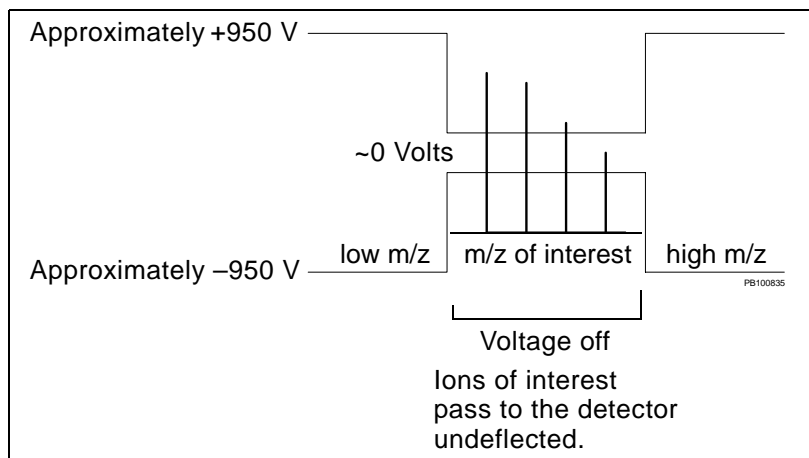 Approximately +950 V
~0 Volts
low m/z
m/z of interest
high m/z
Approximately –950 V
PB100835
Voltage off
Ions of interest
pass to the detector
undeflected.